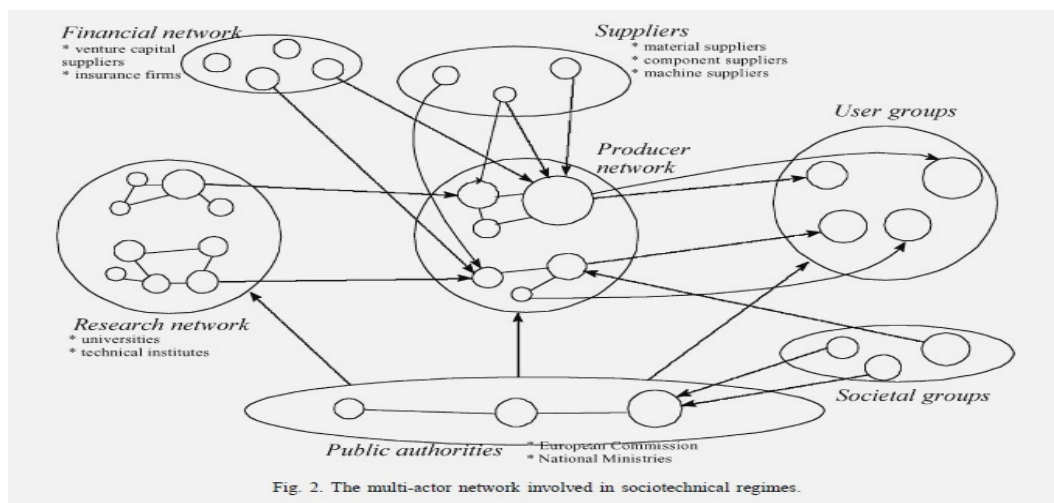 Financial network
* venture capital
suppliers
* insurance firms
Suppliers
* material suppliers
* component suppliers
* machine suppliers
User groups
Producer
network
Research network
* universities
* technical institutes
Societal groups
Public authorities
* European Commission
* National Ministries
Fig. 2. The multi-actor network involved in sociotechnical regimes.